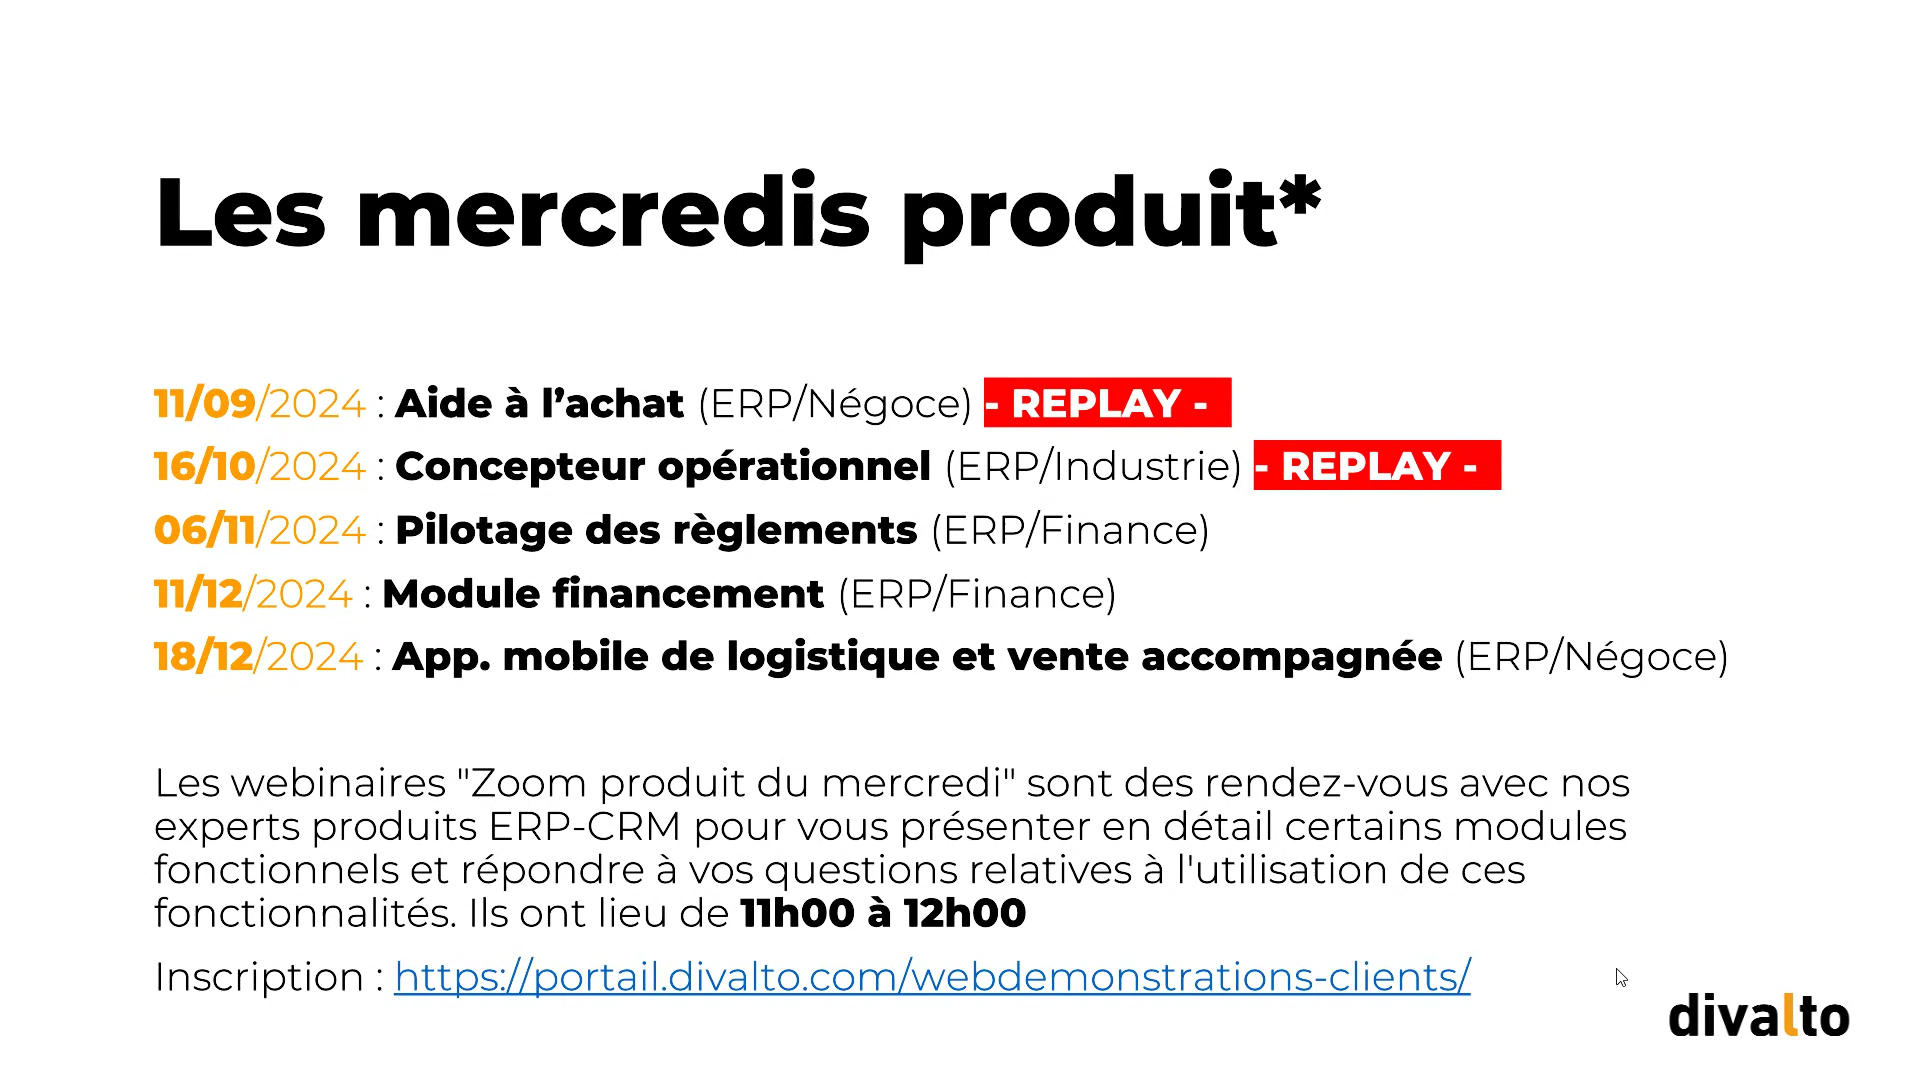 Les mercredis produit*
11/09/2024 : Aide à l’achat (ERP/Négoce) - REPLAY -
16/10/2024 : Concepteur opérationnel (ERP/Industrie) - REPLAY -
06/11/2024 : Pilotage des règlements (ERP/Finance)
11/12/2024 : Module financement (ERP/Finance)
18/12/2024 : App. mobile de logistique et vente accompagnée (ERP/Négoce)
Les webinaires "Zoom produit du mercredi" sont des rendez-vous avec nos
experts produits ERP-CRM pour vous présenter en détail certains modules
fonctionnels et répondre à vos questions relatives à l'utilisation de ces
fonctionnalités. Ils ont lieu de 11h00 à 12h00
Inscription : https://portail.divalto.com/webdemonstrations-clients/
divalto